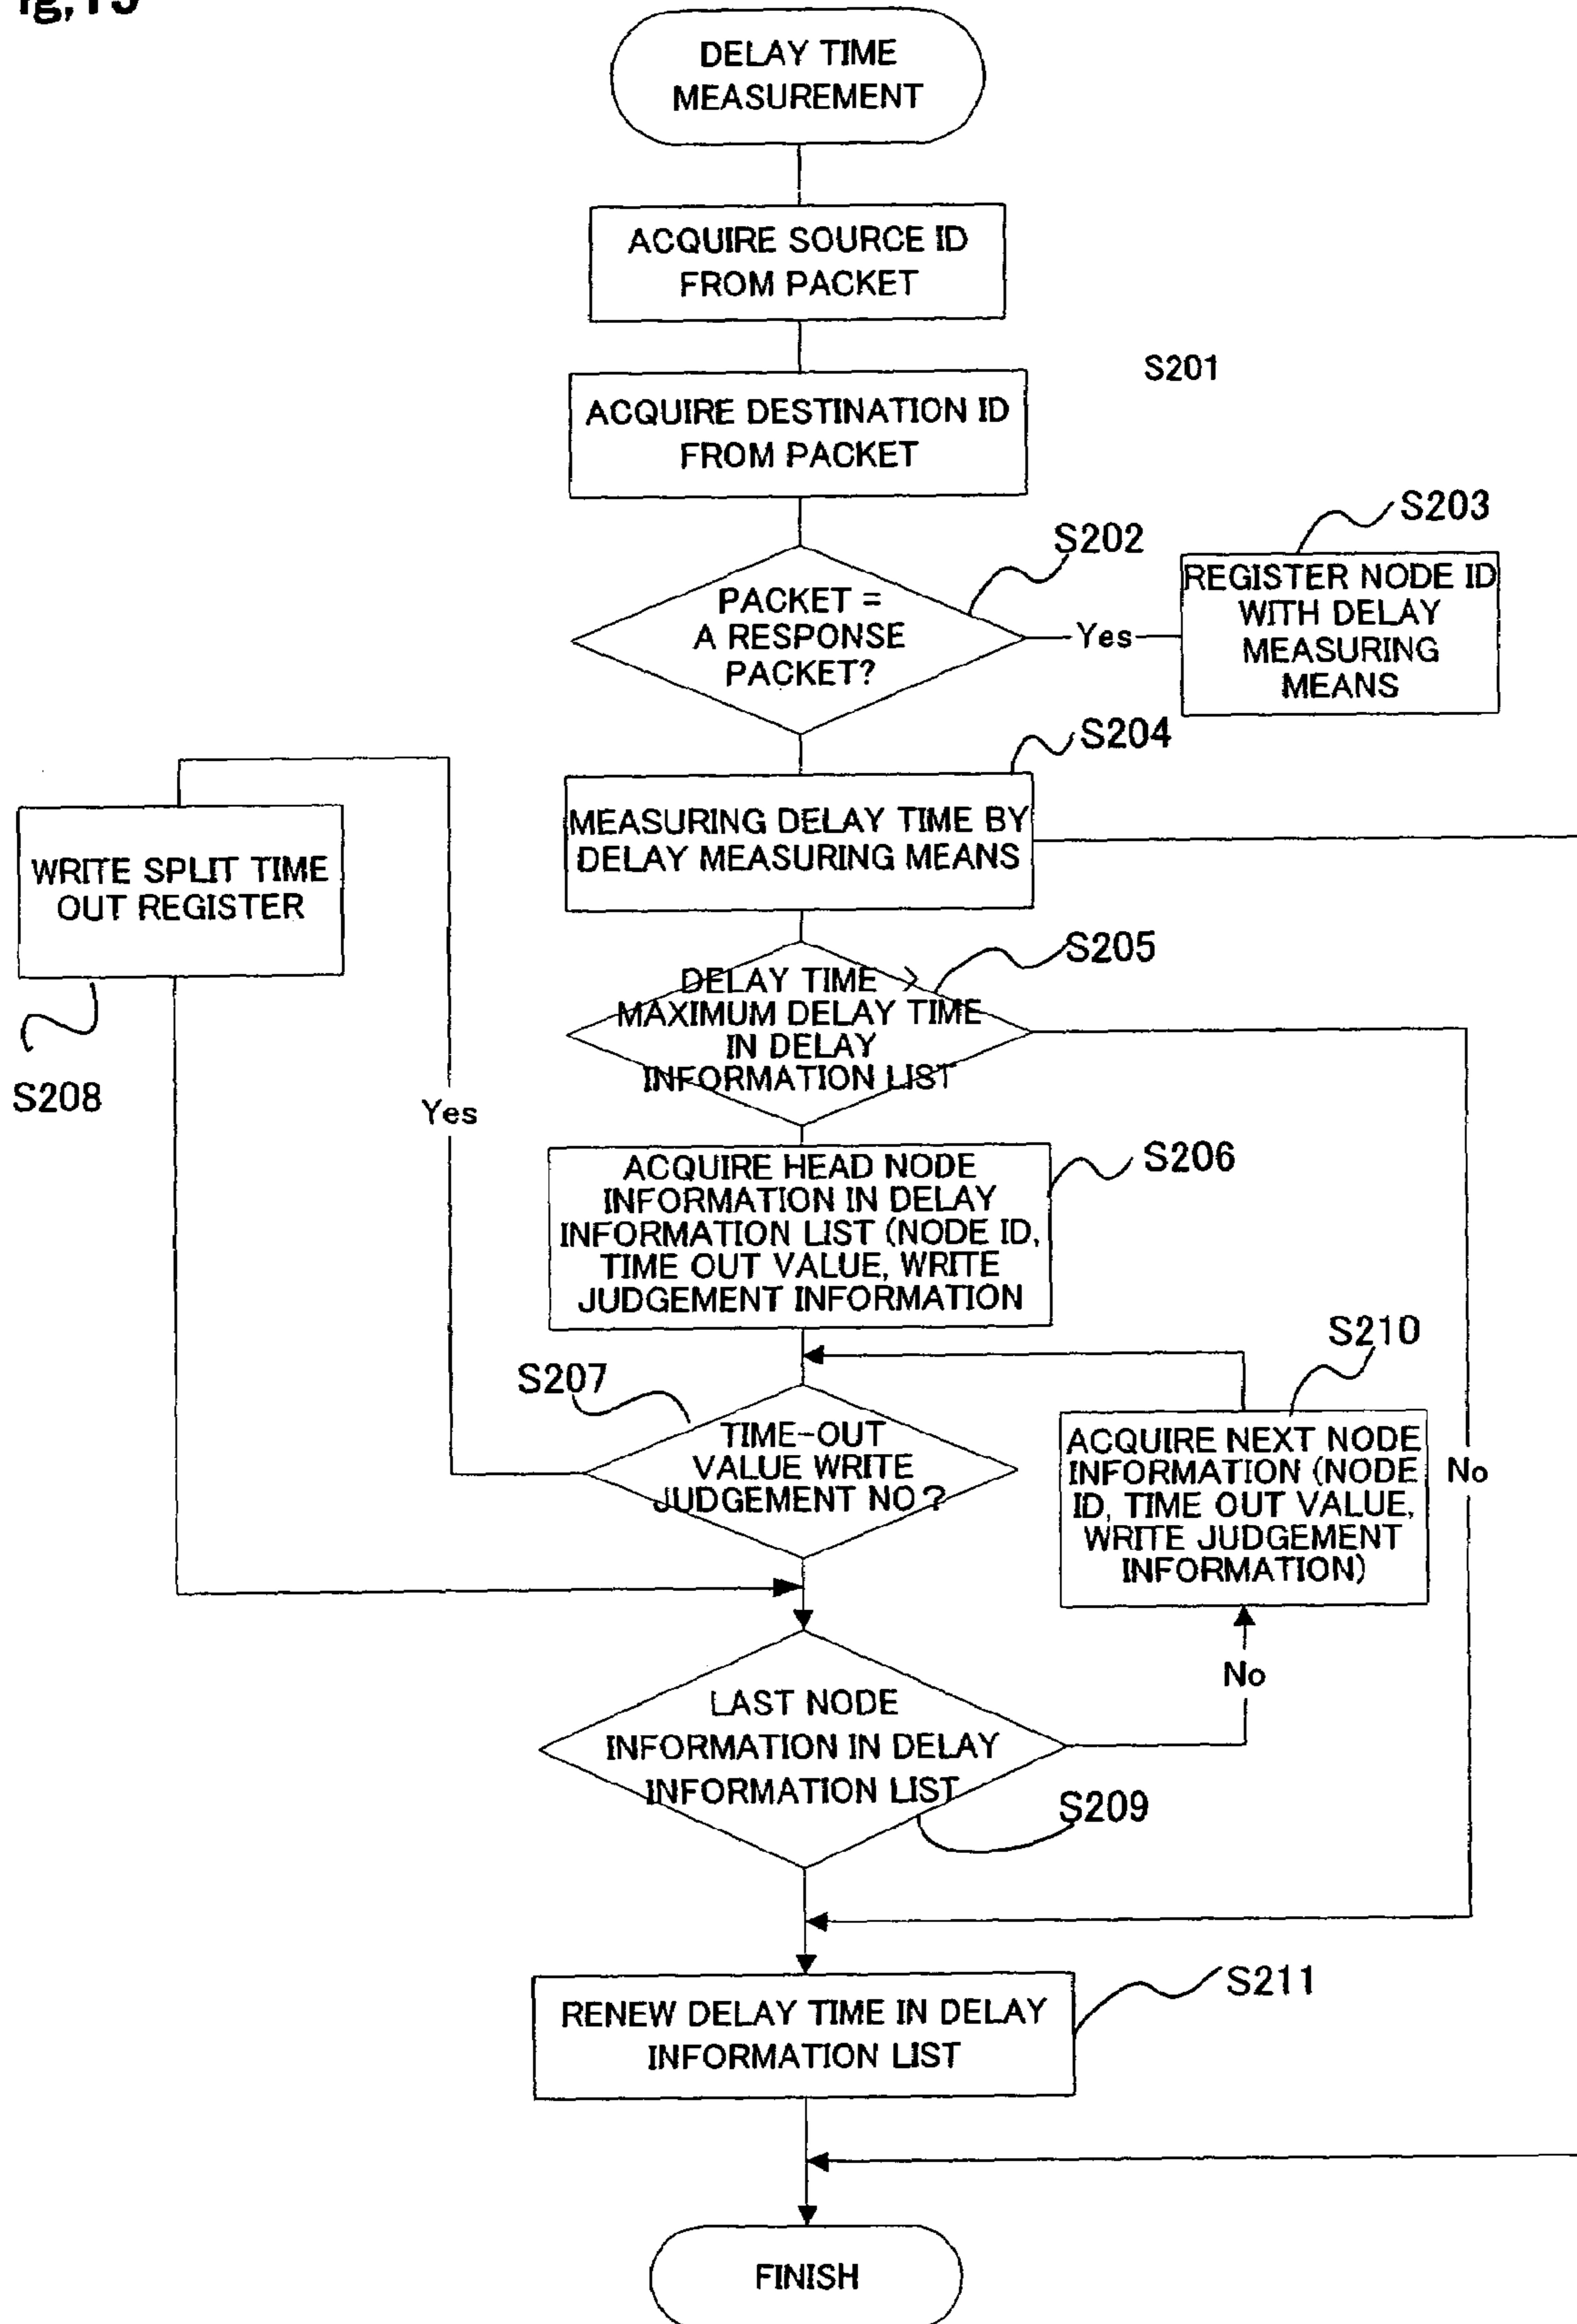 DELAY TIME
MEASUREMENT
ACQUIRE SOURCE ID
FROM PACKET
S201
ACQUIRE DESTINATION ID
FROM PACKET
S202
S203
PACKET =
A RESPONSE
PACKET?
Yes
REGISTER NODE ID
WITH DELAY
MEASURING
MEANS
S204
MEASURING DELAY TIME BY
DELAY MEASURING MEANS
WRITE SPLIT TIME
OUT REGISTER
S208
Yes
S205
DELAY TIME >
MAXIMUM DELAY TIME
IN DELAY
INFORMATION LIST
S206
ACQUIRE HEAD NODE
INFORMATION IN DELAY
INFORMATION LIST (NODE ID,
TIME OUT VALUE, WRITE
JUDGEMENT INFORMATION
S207
TIME-OUT
VALUE WRITE
JUDGEMENT NO?
S210
ACQUIRE NEXT NODE
INFORMATION (NODE
ID, TIME OUT VALUE,
WRITE JUDGEMENT
INFORMATION)
No
No
LAST NODE
INFORMATION IN DELAY
INFORMATION LIST
S209
S211
RENEW DELAY TIME IN DELAY
INFORMATION LIST
FINISH